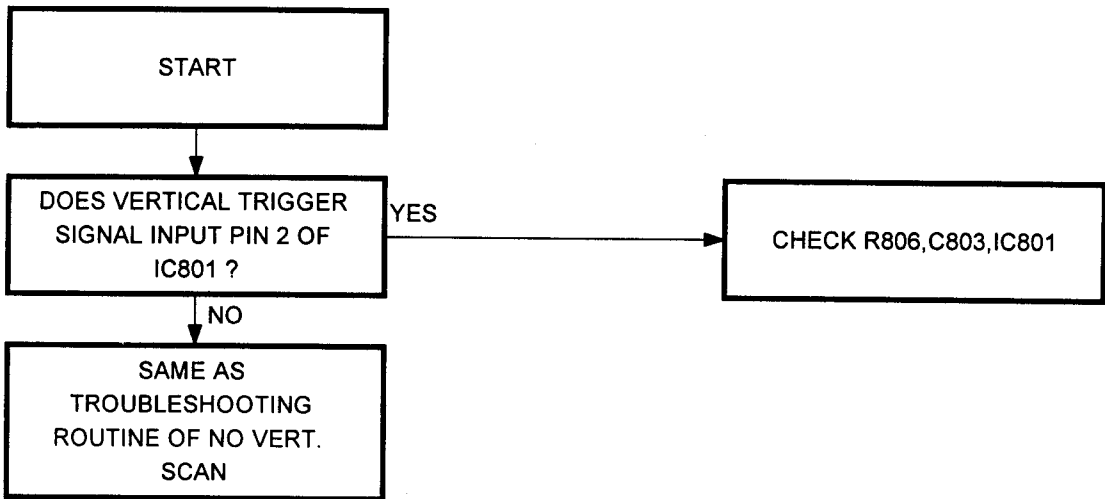 START
DOES VERTICAL TRIGGER
SIGNAL INPUT PIN 2 OF
IC801 ?
YES
CHECK R806,C803,IC801
NO
SAME AS
TROUBLESHOOTING
ROUTINE OF NO VERT.
SCAN